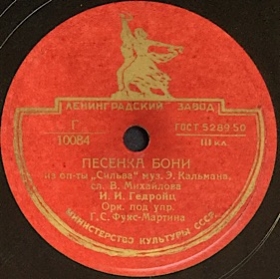 ЛЕНИНГРАДСКИЙ ЗАВОД
Г
10084
ГОСТ 5289 50
III кл.
ПЕСЕНКА БОНИ
из оп-ты „Сильва" муз. Э. Кальмана,
сл. В. Михайлова
И. И. Гедройц
Орк. под упр.
Г. С. Фукс-Мартина
МИНИСТЕРСТВО КУЛЬТУРЫ СССР